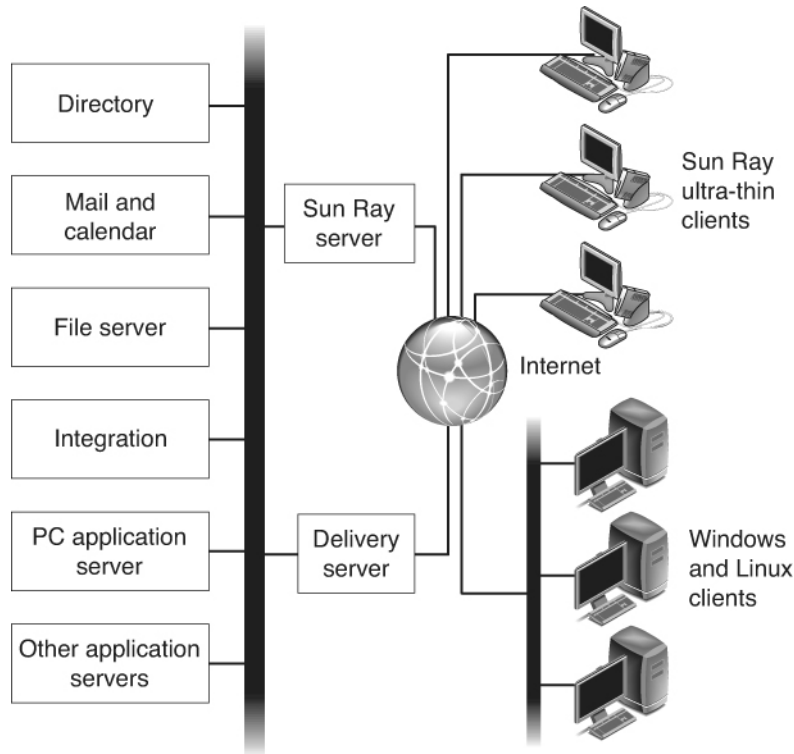 Directory
Mail and
calendar
File server
Integration
PC application
server
Other application
servers
Sun Ray
server
Delivery
server
Internet
Sun Ray
ultra-thin
clients
Windows
and Linux
clients